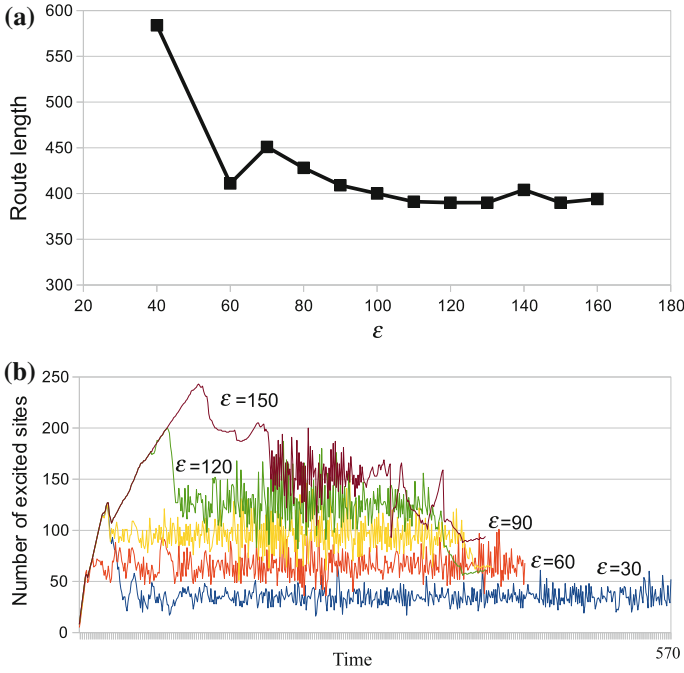 (a)
600
550
500
450
400
350
300
Route length
20 40 60 80 100 120 140 160 180
ε
(b)
250
200
150
100
50
0
Number of excited sites
ε=150
ε=120
ε=90
ε=60
ε=30
Time
570